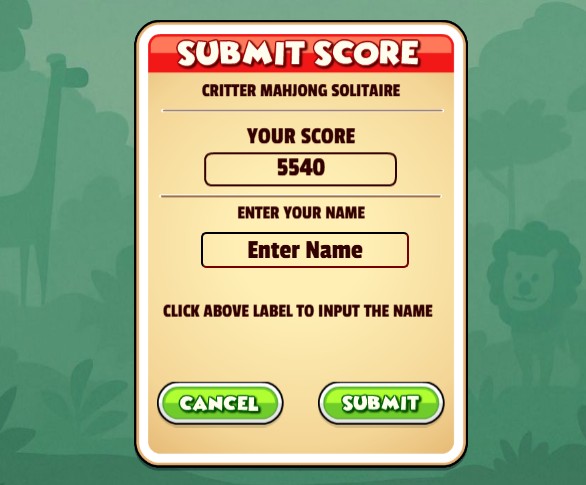 SUBMIT SCORE
CRITTER MAHJONG SOLITAIRE
YOUR SCORE
5540
ENTER YOUR NAME
Enter Name
CLICK ABOVE LABEL TO INPUT THE NAME
CANCEL SUBMIT